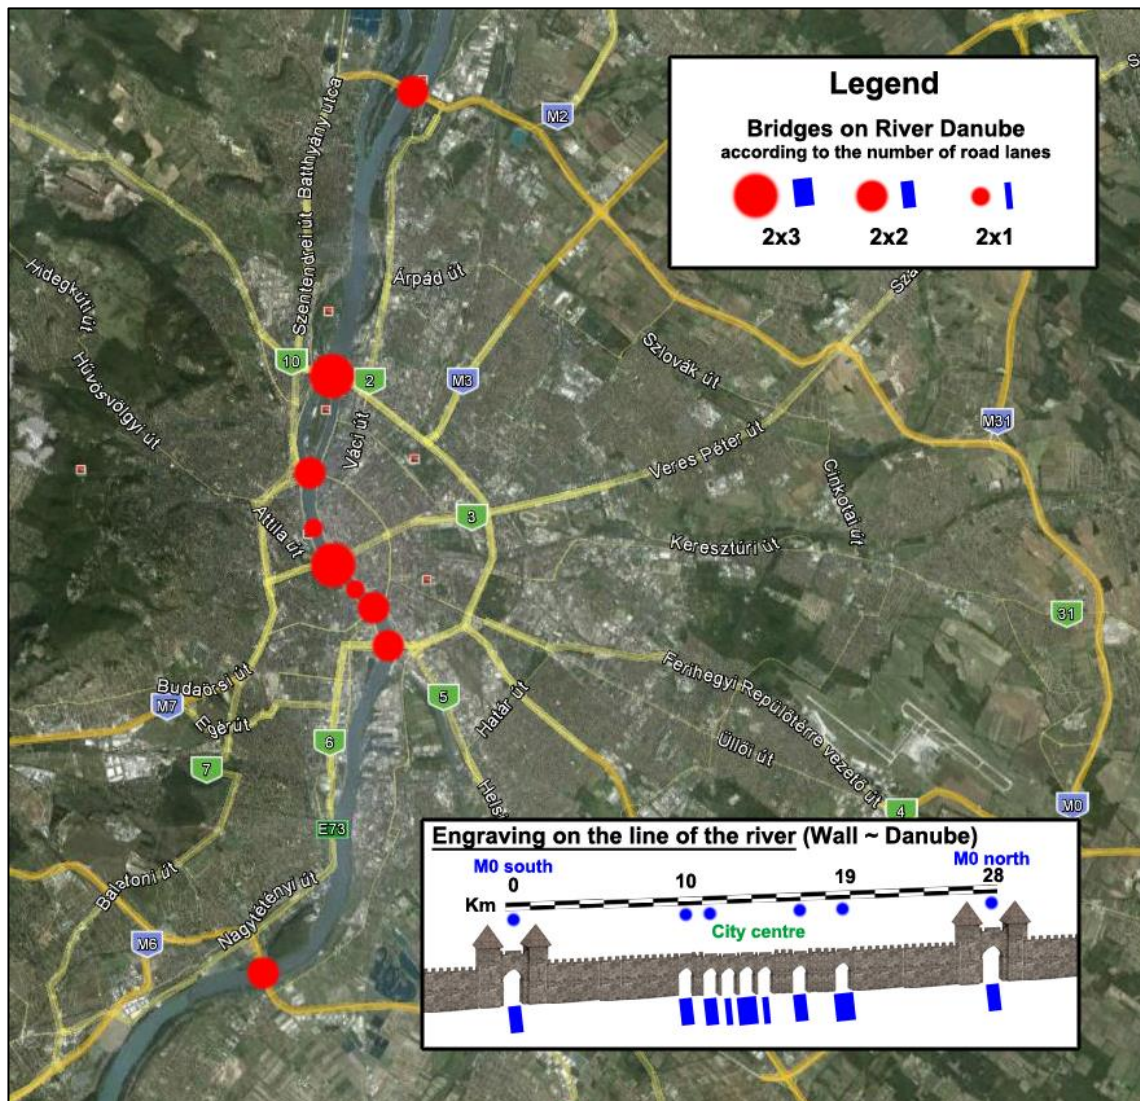 Legend
Bridges on River Danube
according to the number of road lanes
2x3
2x2
2x1
M2
Szentendrei út Batthyány utca
Árpád út
Hidegkúti út
Hűvösvölgyi út
10
2
M3
Szlovák út
M31
Váci út
Veres Péter út
Cinkotai út
Attila út
3
Keresztúri út
31
Ferihegyi Repülőtérre vezető út
Budaörsi út
M7
5
Határ út
6
Üllői út
7
4
M0
E73
Balatoni út
Nagytétényi út
M6
Engraving on the line of the river (Wall ~ Danube)
M0 south
M0 north
0
10
19
28
Km
City centre